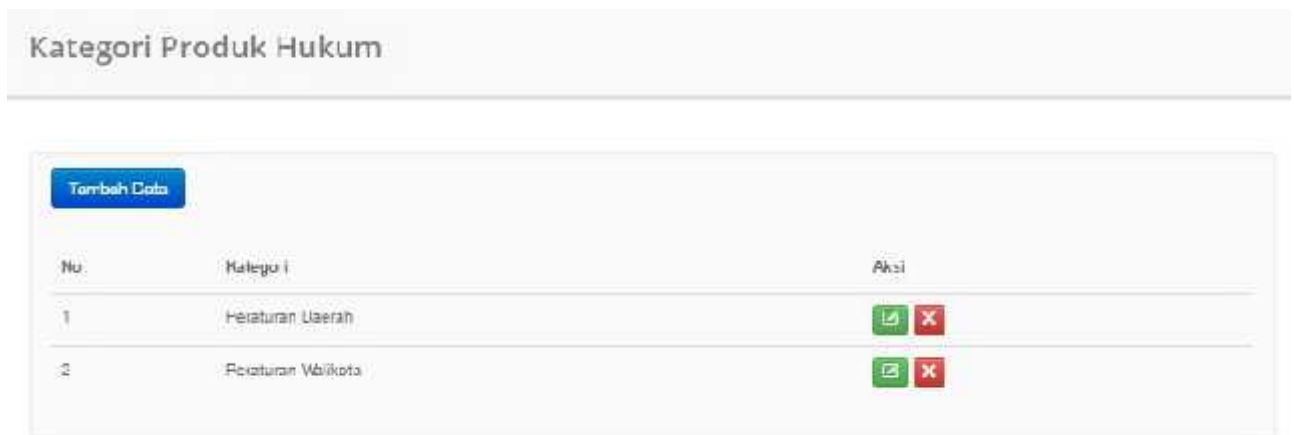 Kategori Produk Hukum
Tambah Data
No Kategori Aksi
1 Peraturan Daerah
2 Peraturan Walikota